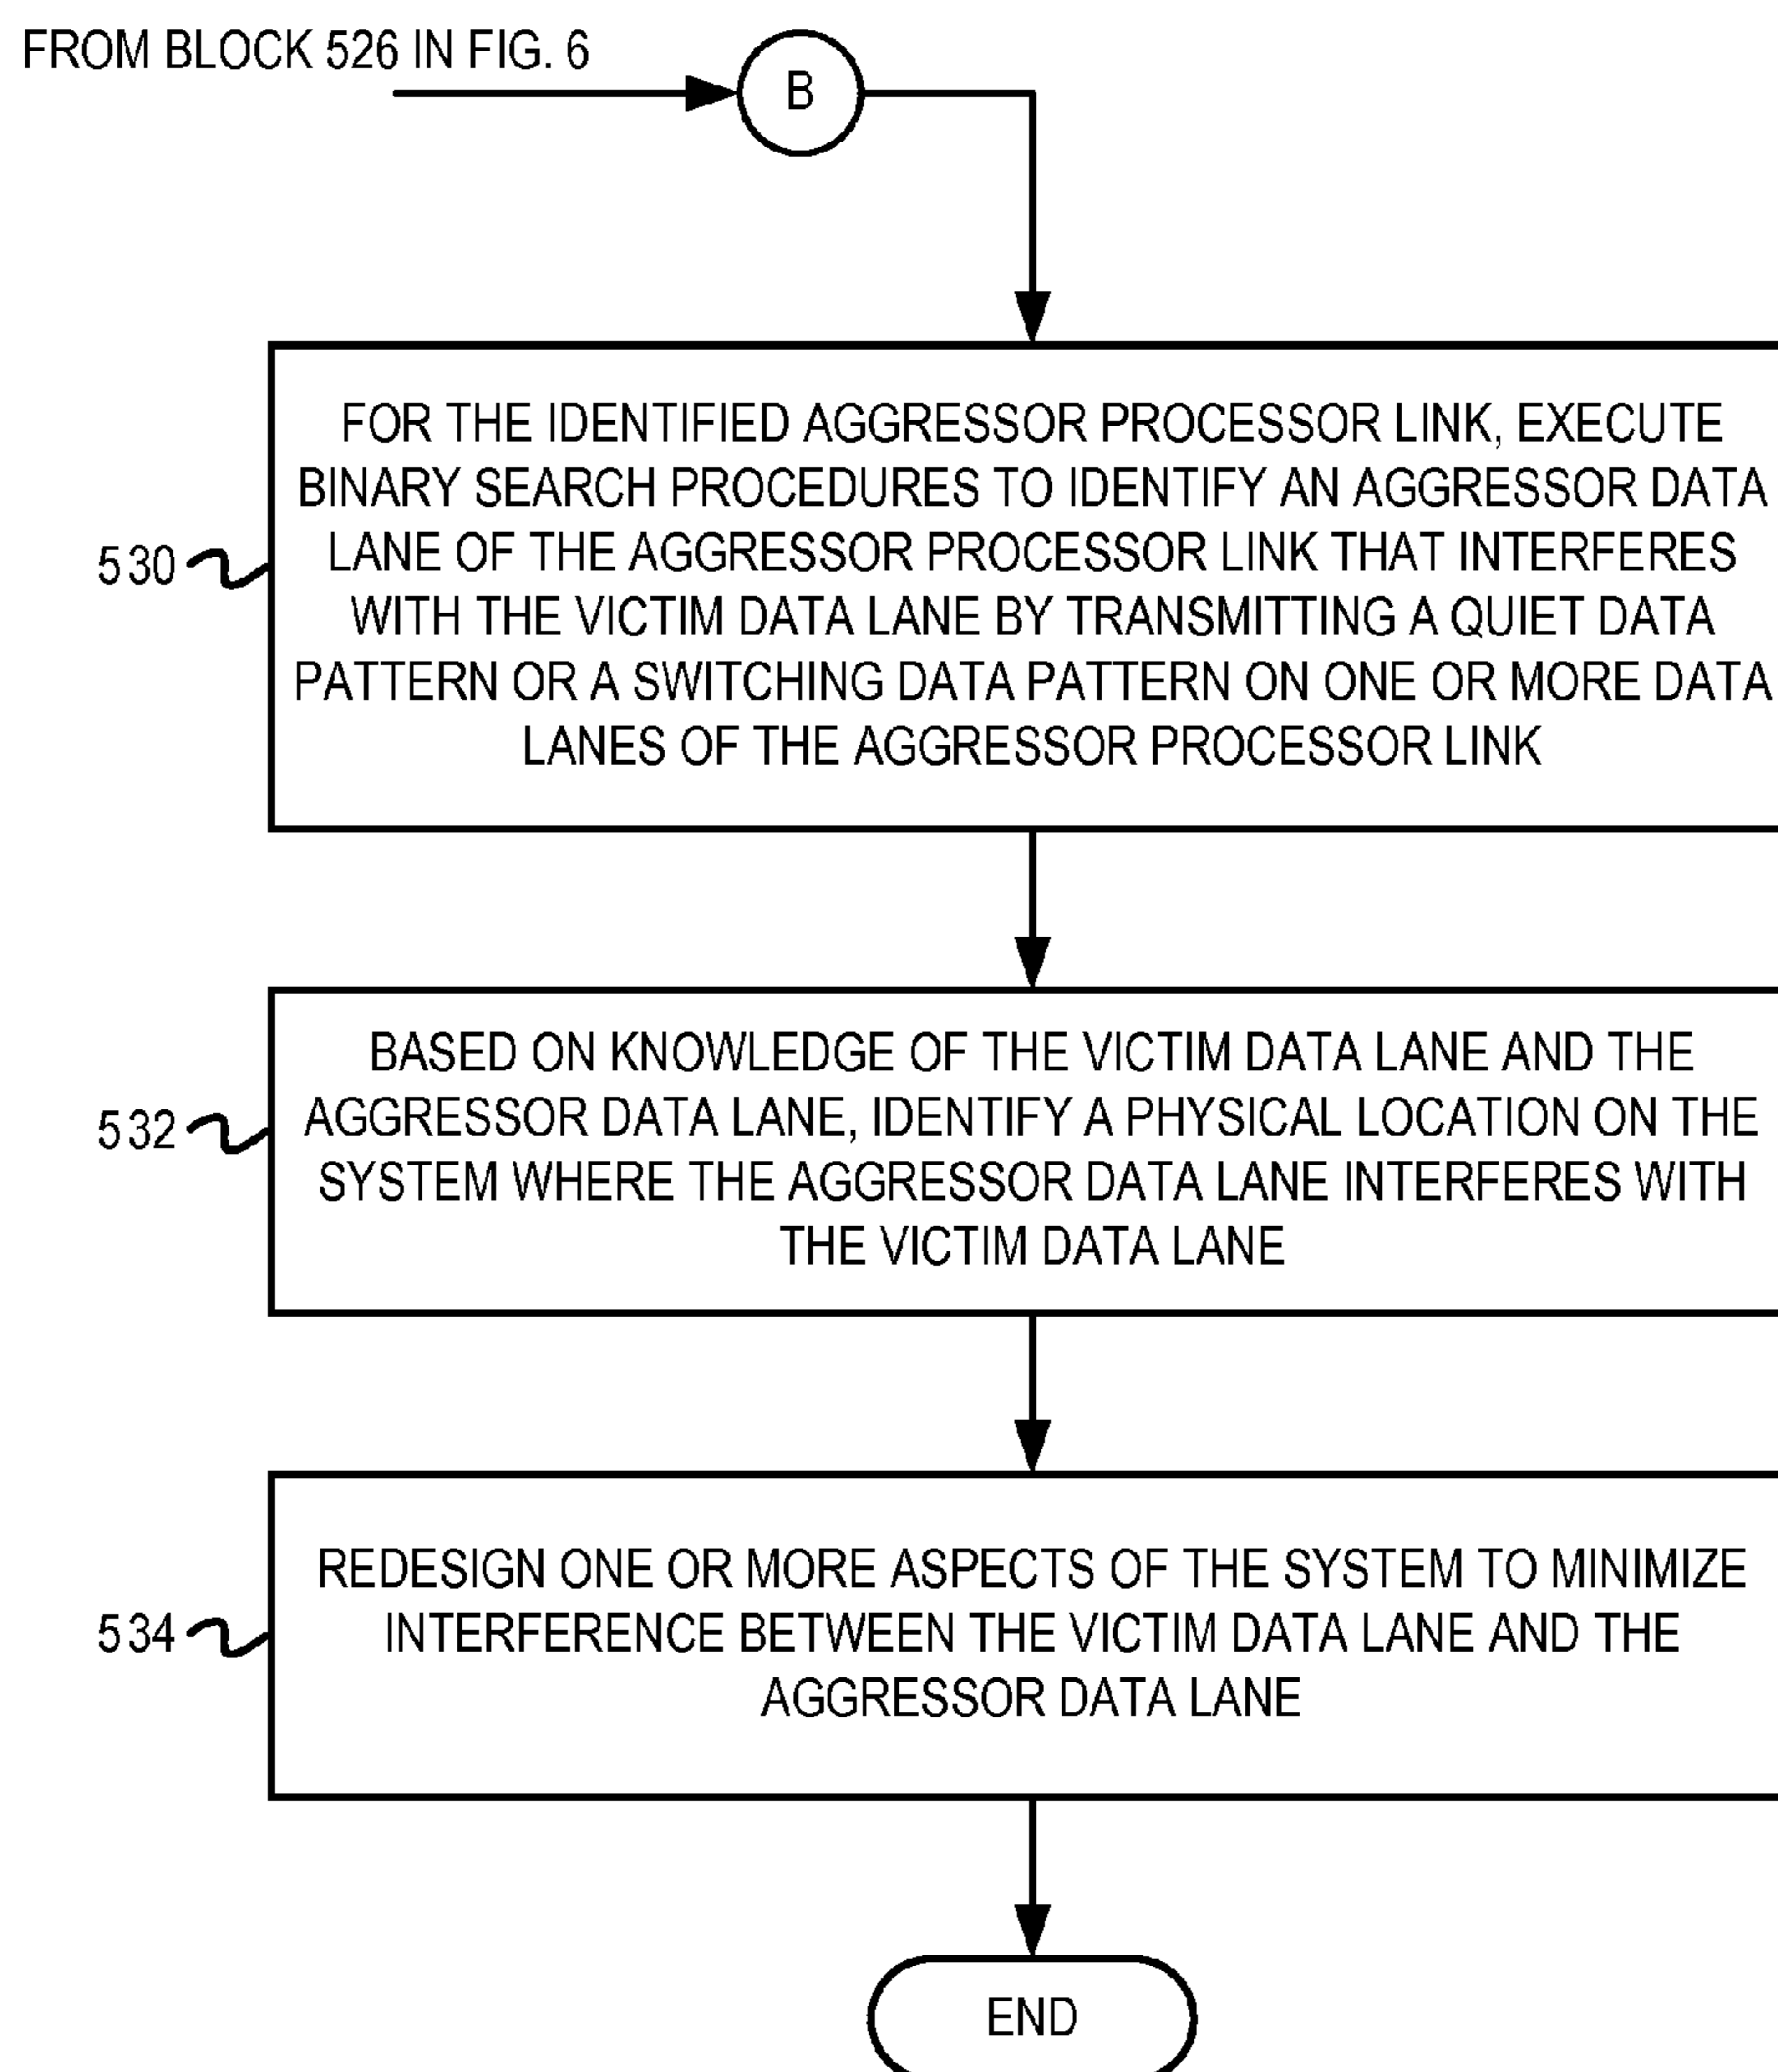 FROM BLOCK 526 IN FIG. 6
B
FOR THE IDENTIFIED AGGRESSOR PROCESSOR LINK, EXECUTE
BINARY SEARCH PROCEDURES TO IDENTIFY AN AGGRESSOR DATA
530
LANE OF THE AGGRESSOR PROCESSOR LINK THAT INTERFERES
WITH THE VICTIM DATA LANE BY TRANSMITTING A QUIET DATA
PATTERN OR A SWITCHING DATA PATTERN ON ONE OR MORE DATA
LANES OF THE AGGRESSOR PROCESSOR LINK
BASED ON KNOWLEDGE OF THE VICTIM DATA LANE AND THE
532
AGGRESSOR DATA LANE, IDENTIFY A PHYSICAL LOCATION ON THE
SYSTEM WHERE THE AGGRESSOR DATA LANE INTERFERES WITH
THE VICTIM DATA LANE
REDESIGN ONE OR MORE ASPECTS OF THE SYSTEM TO MINIMIZE
534
INTERFERENCE BETWEEN THE VICTIM DATA LANE AND THE
AGGRESSOR DATA LANE
END